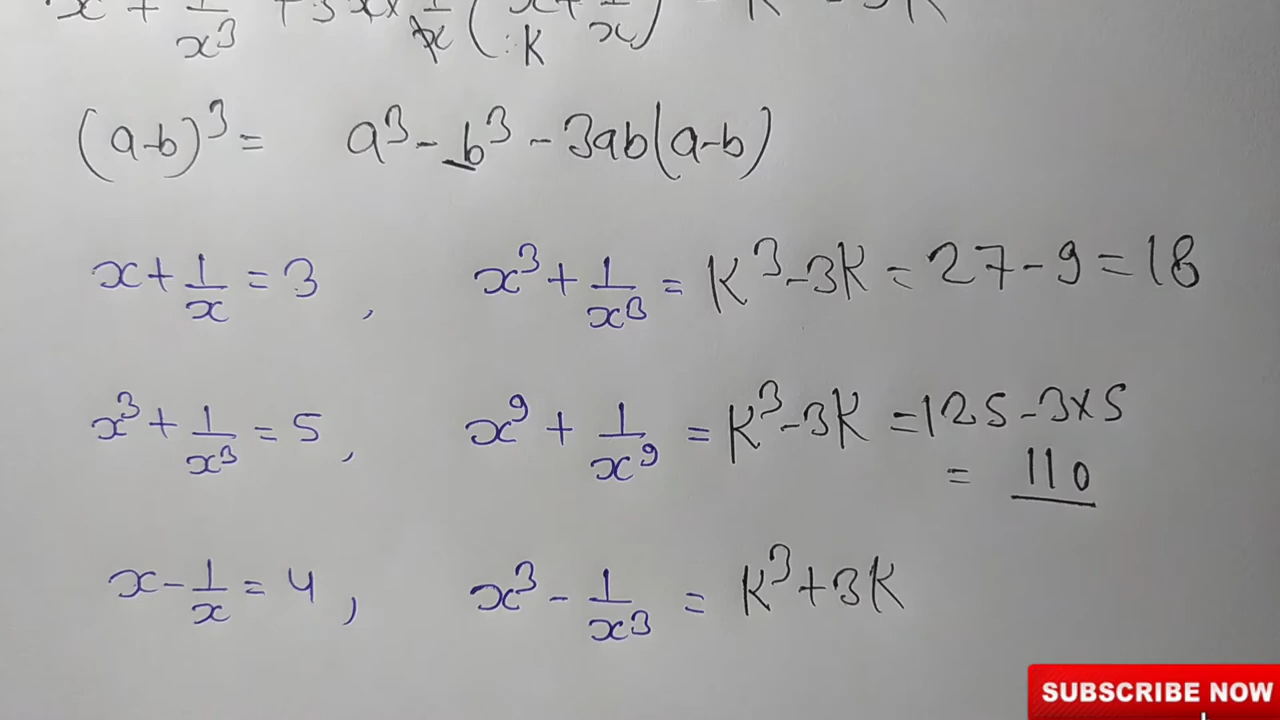 (a-b)³ = a³ - b³ - 3ab(a-b)
x + 1/x = 3 , x³ + 1/x³ = K³ - 3K = 27 - 9 = 18
x³ + 1/x³ = 5 , x⁹ + 1/x⁹ = K³ - 3K = 125 - 3×5
= 110
x - 1/x = 4 , x³ - 1/x³ = K³ + 3K
SUBSCRIBE NOW